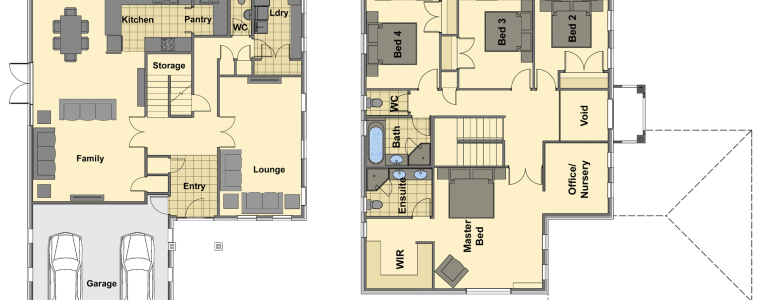 Kitchen
Pantry
WC
Ldry
Storage
Family
Lounge
Entry
Garage
Bed 4
Bed 3
Bed 2
WC
Bath
Void
Ensuite
Office/
Nursery
Master
Bed
WIR